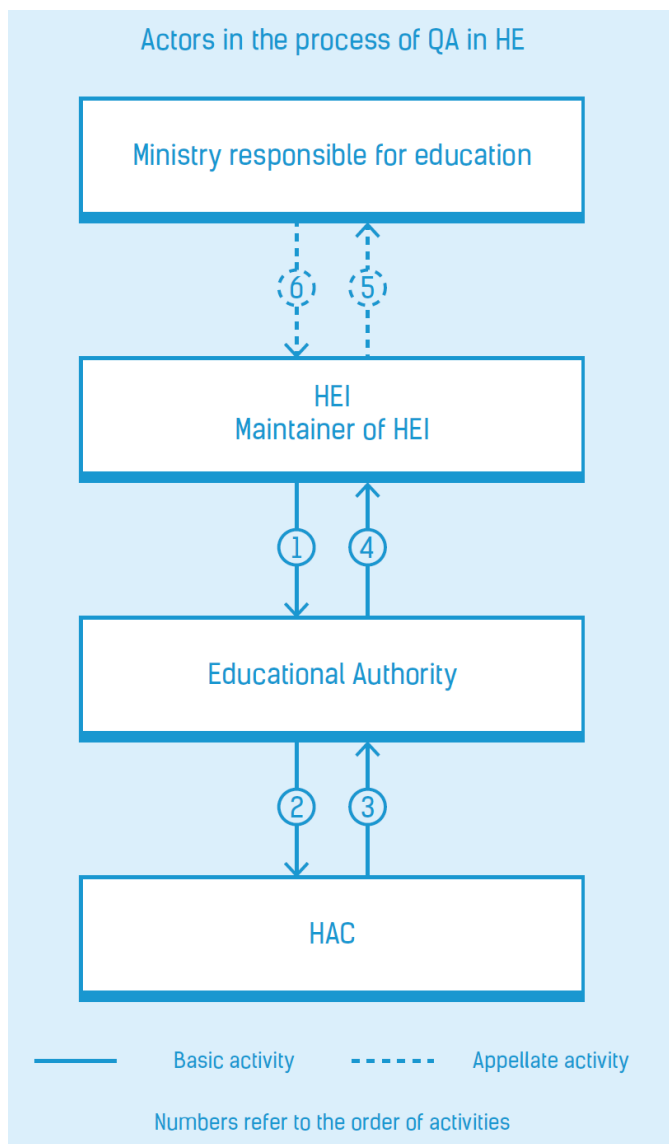 Actors in the process of QA in HE
Ministry responsible for education
6
5
HEI
Maintainer of HEI
1
4
Educational Authority
2
3
HAC
Basic activity
Appellate activity
Numbers refer to the order of activities